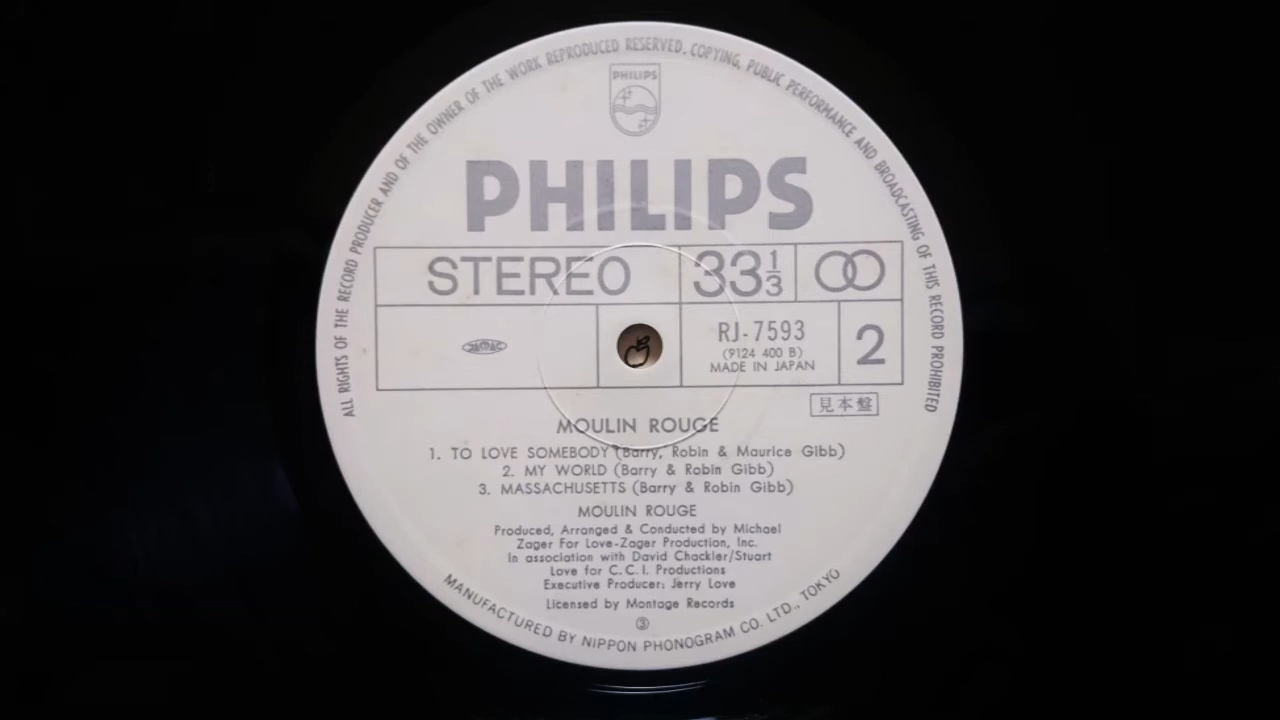 ALL RIGHTS OF THE RECORD PRODUCER AND OF THE OWNER OF THE WORK REPRODUCED RESERVED. COPYING, PUBLIC PERFORMANCE AND BROADCASTING OF THIS RECORD PROHIBITED
PHILIPS
PHILIPS
STEREO 33 1/3
RJ-7593
(9124 400 B)
MADE IN JAPAN
2
見本盤
MOULIN ROUGE
1. TO LOVE SOMEBODY (Barry, Robin & Maurice Gibb)
2. MY WORLD (Barry & Robin Gibb)
3. MASSACHUSETTS (Barry & Robin Gibb)
MOULIN ROUGE
Produced, Arranged & Conducted by Michael
Zager For Love-Zager Production, Inc.
In association with David Chackler/Stuart
Love for C.C.I. Productions
Executive Producer: Jerry Love
Licensed by Montage Records
③
MANUFACTURED BY NIPPON PHONOGRAM CO. LTD., TOKYO